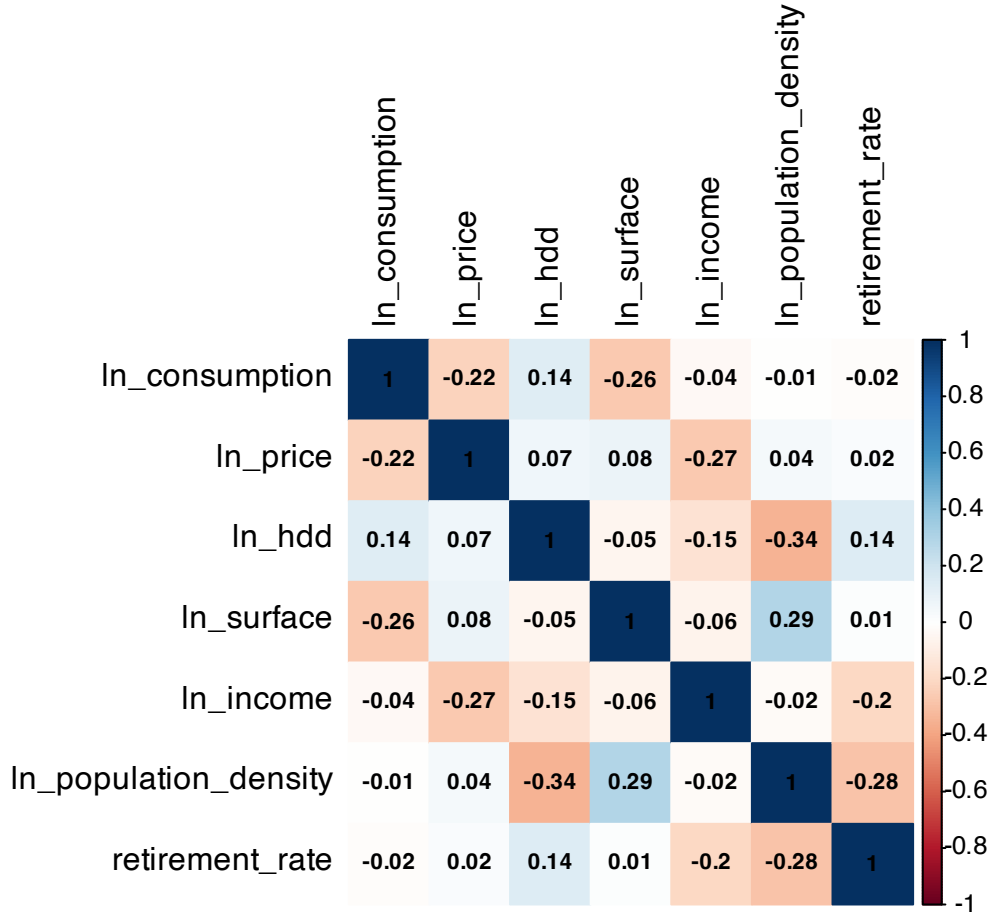 ln_consumption
ln_price
ln_hdd
ln_surface
ln_income
ln_population_density
retirement_rate
ln_consumption 1 -0.22 0.14 -0.26 -0.04 -0.01 -0.02
ln_price -0.22 1 0.07 0.08 -0.27 0.04 0.02
ln_hdd 0.14 0.07 1 -0.05 -0.15 -0.34 0.14
ln_surface -0.26 0.08 -0.05 1 -0.06 0.29 0.01
ln_income -0.04 -0.27 -0.15 -0.06 1 -0.02 -0.2
ln_population_density -0.01 0.04 -0.34 0.29 -0.02 1 -0.28
retirement_rate -0.02 0.02 0.14 0.01 -0.2 -0.28 1
1
0.8
0.6
0.4
0.2
0
-0.2
-0.4
-0.6
-0.8
-1